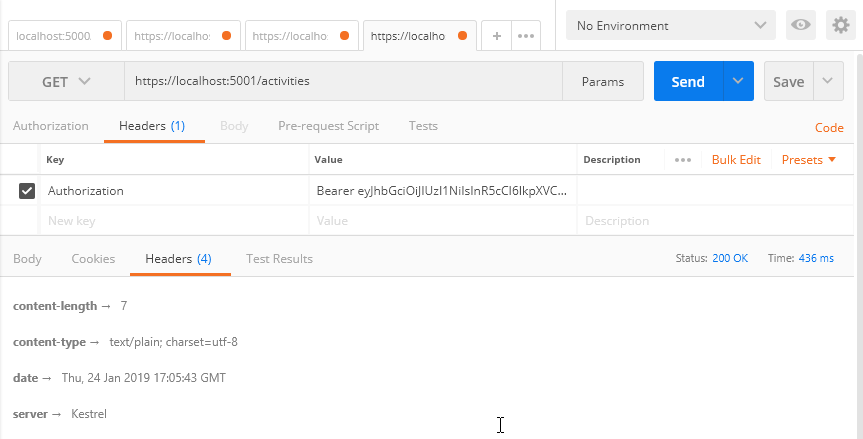 localhost:5000.
https://localho:
https://localho:
https://localho
No Environment
GET
https://localhost:5001/activities
Params
Send
Save
Authorization
Headers (1)
Body
Pre-request Script
Tests
Code
Key
Value
Description
Bulk Edit
Presets
Authorization
Bearer eyJhbGciOiJIUzI1NiIsInR5cCI6IkpXVC...
New key
Value
Description
Body
Cookies
Headers (4)
Test Results
Status: 200 OK
Time: 436 ms
content-length → 7
content-type → text/plain; charset=utf-8
date → Thu, 24 Jan 2019 17:05:43 GMT
server → Kestrel